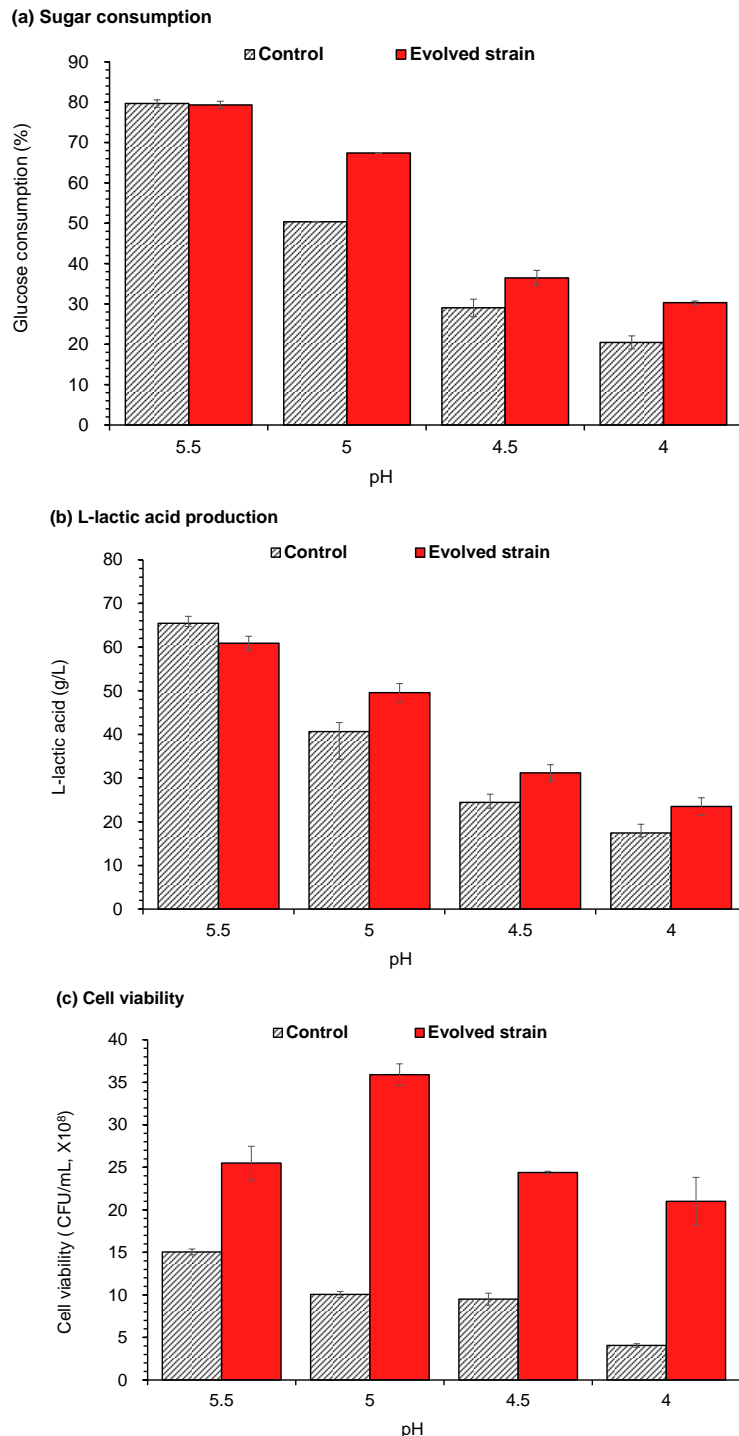 (a) Sugar consumption
Control Evolved strain
Glucose consumption (%)
90
80
70
60
50
40
30
20
10
0
5.5 5 4.5 4
pH
(b) L-lactic acid production
Control Evolved strain
L-lactic acid (g/L)
80
70
60
50
40
30
20
10
0
5.5 5 4.5 4
pH
(c) Cell viability
Control Evolved strain
Cell viability ( CFU/mL, X10⁸)
40
35
30
25
20
15
10
5
0
5.5 5 4.5 4
pH